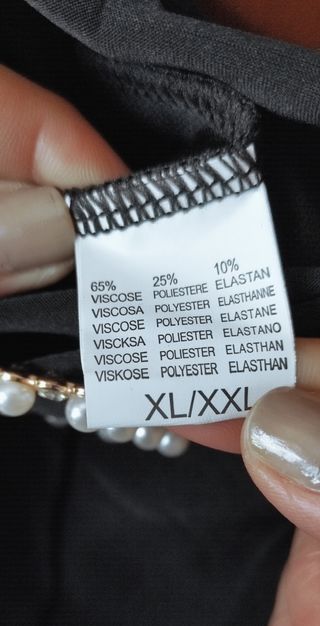 65% 25% 10%
VISCOSE POLIESTERE ELASTAN
VISCOSA POLYESTER ELASTHANNE
VISCOSE POLYESTER ELASTANE
VISCKSA POLIESTER ELASTANO
VISCOSE POLIESTER ELASTHAN
VISKOSE POLYESTER ELASTHAN
XL/XXL